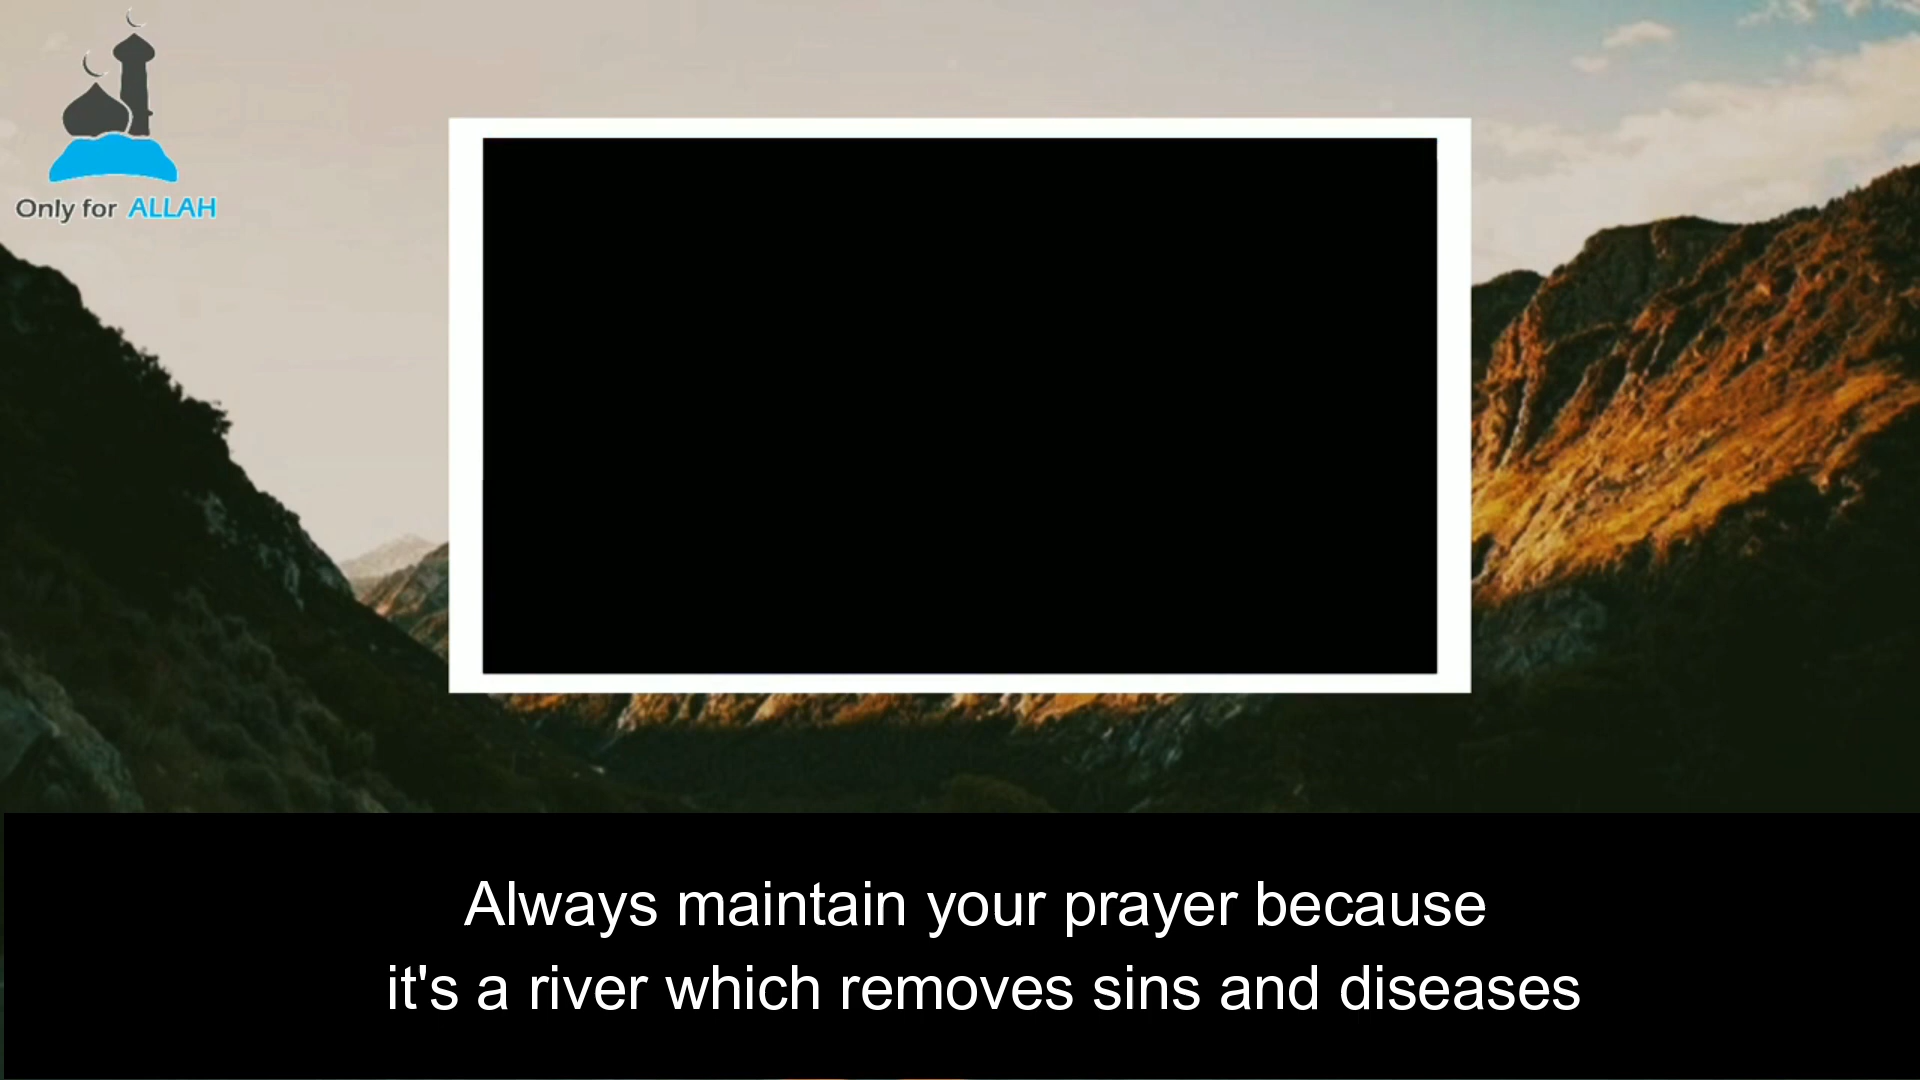 Only for ALLAH
Always maintain your prayer because
it's a river which removes sins and diseases